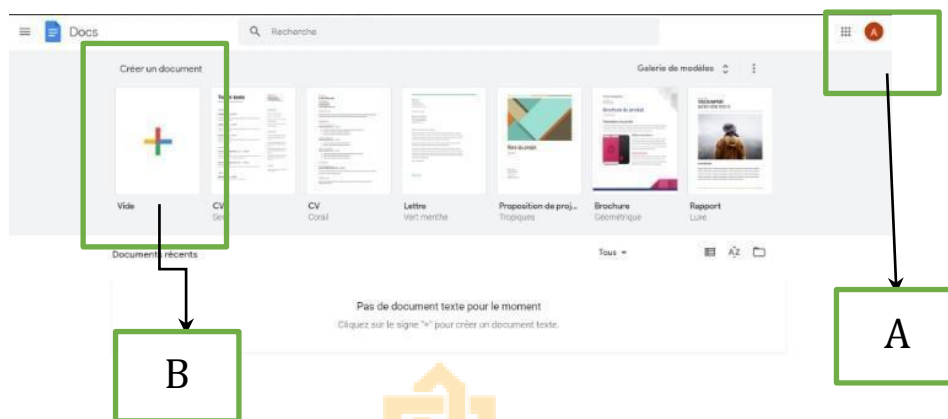 Docs
Recherche
A
Créer un document
Galerie de modèles
Vide
CV
CV
Corail
Lettre
Vert menthe
Proposition de proj...
Tropiques
Brochure
Géométrique
Rapport
Luxe
Documents récents
Tous
AZ
Pas de document texte pour le moment
Cliquez sur le signe "+" pour créer un document texte.
A
B